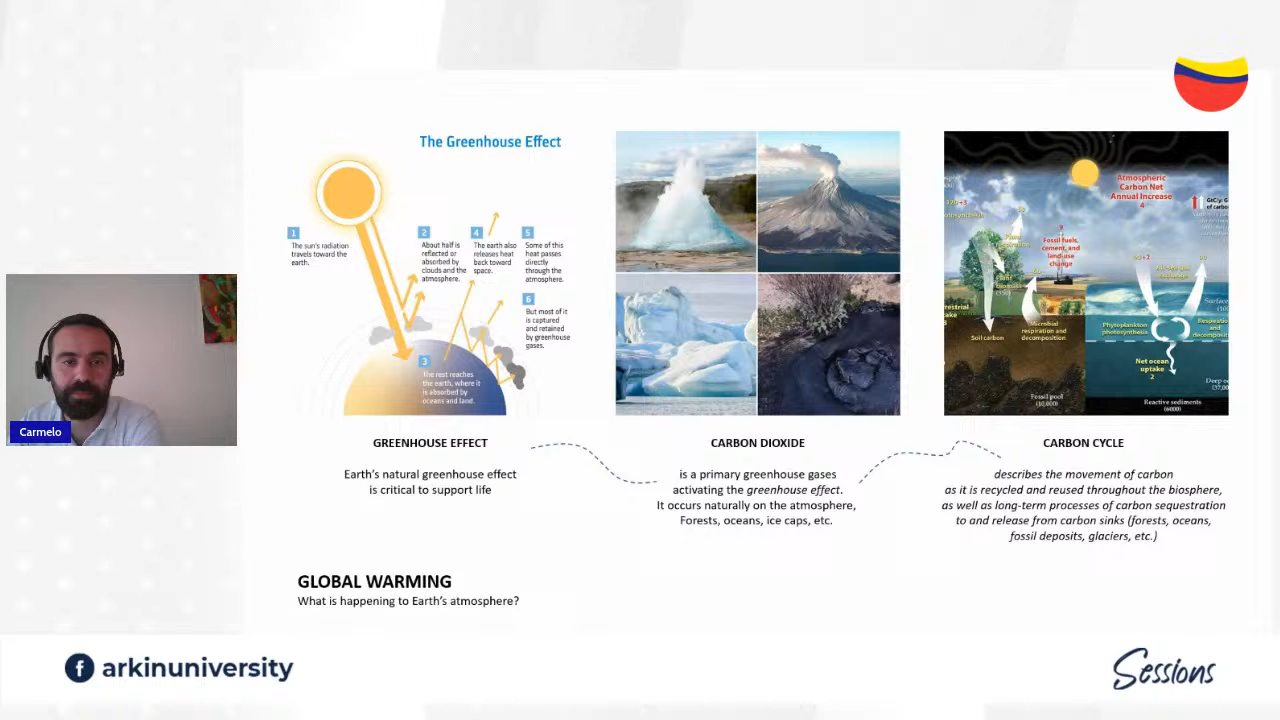 The Greenhouse Effect
1
The sun's radiation
travels toward the
earth.
2
About half is
reflected or
absorbed by
clouds and the
atmosphere.
4
The earth also
releases heat
back toward
space.
5
Some of this
heat passes
directly
through the
atmosphere.
6
But most of it
is captured
and retained
by greenhouse
gases.
3
The rest reaches
the earth, where it
is absorbed by
oceans and land.
Atmospheric
Carbon Net
Annual Increase
4
9
Fossil fuels,
cement, and
land-use
change
Soil carbon
Microbial
respiration and
decomposition
Fossil pool
(10,000)
Phytoplankton
photosynthesis
Net ocean
uptake
2
Reactive sediments
(6000)
Carmelo
GREENHOUSE EFFECT
Earth's natural greenhouse effect
is critical to support life
CARBON DIOXIDE
is a primary greenhouse gases
activating the greenhouse effect.
It occurs naturally on the atmosphere,
Forests, oceans, ice caps, etc.
CARBON CYCLE
describes the movement of carbon
as it is recycled and reused throughout the biosphere,
as well as long-term processes of carbon sequestration
to and release from carbon sinks (forests, oceans,
fossil deposits, glaciers, etc.)
GLOBAL WARMING
What is happening to Earth's atmosphere?
f arkinuniversity
Sessions